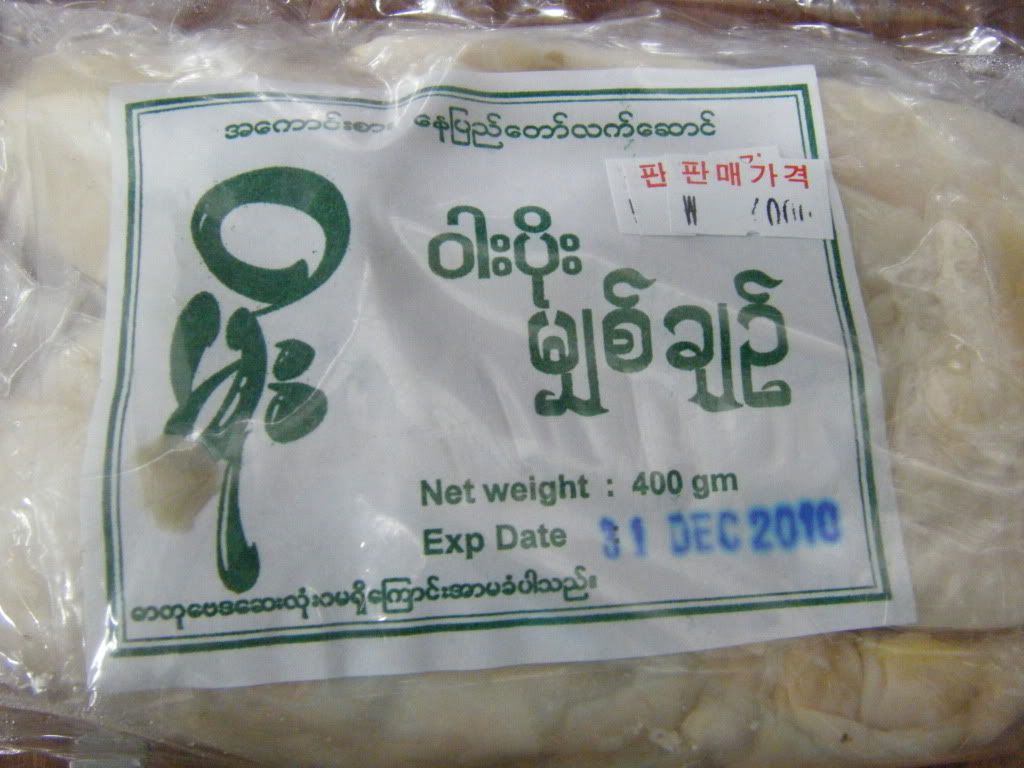 အကောင်းစား နေပြည်တော်လက်ဆောင်
판 판매가격
W
ရိုး
ဝါးပိုး
မျှစ်ချဉ်
Net weight : 400 gm
Exp Date : 31 DEC 2010
ဓာတုဗေဒဆေးလုံးဝမရှိကြောင်းအာမခံပါသည်။